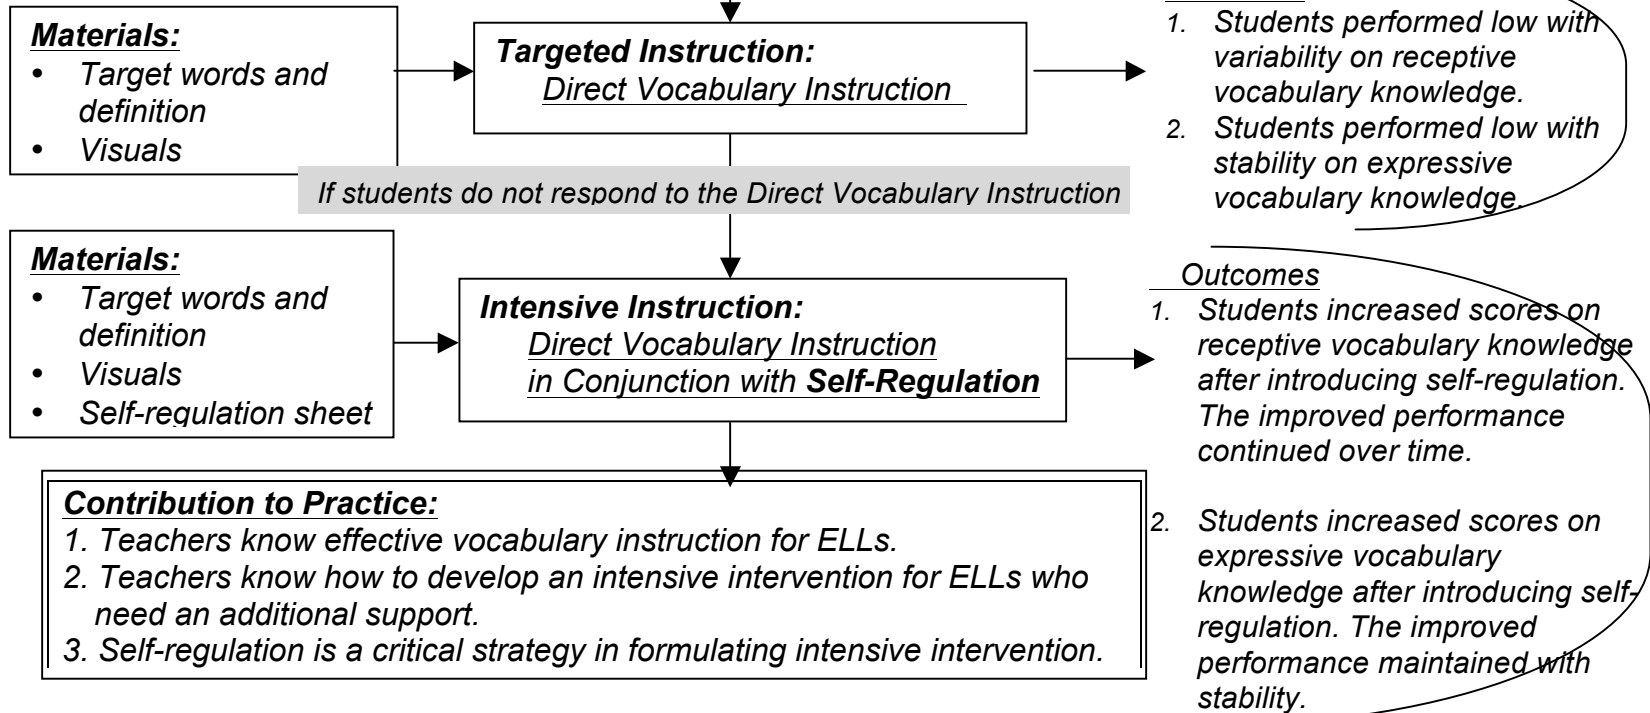 Materials:
• Target words and
definition
• Visuals
Targeted Instruction:
Direct Vocabulary Instruction
1. Students performed low with
variability on receptive
vocabulary knowledge.
2. Students performed low with
stability on expressive
vocabulary knowledge.
If students do not respond to the Direct Vocabulary Instruction
Materials:
• Target words and
definition
• Visuals
• Self-regulation sheet
Intensive Instruction:
Direct Vocabulary Instruction
in Conjunction with Self-Regulation
Outcomes
1. Students increased scores on
receptive vocabulary knowledge
after introducing self-regulation.
The improved performance
continued over time.
2. Students increased scores on
expressive vocabulary
knowledge after introducing self-
regulation. The improved
performance maintained with
stability.
Contribution to Practice:
1. Teachers know effective vocabulary instruction for ELLs.
2. Teachers know how to develop an intensive intervention for ELLs who
need an additional support.
3. Self-regulation is a critical strategy in formulating intensive intervention.